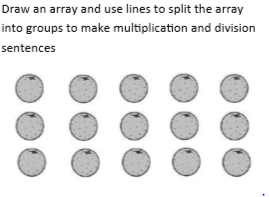 Draw an array and use lines to split the array
into groups to make multiplication and division
sentences